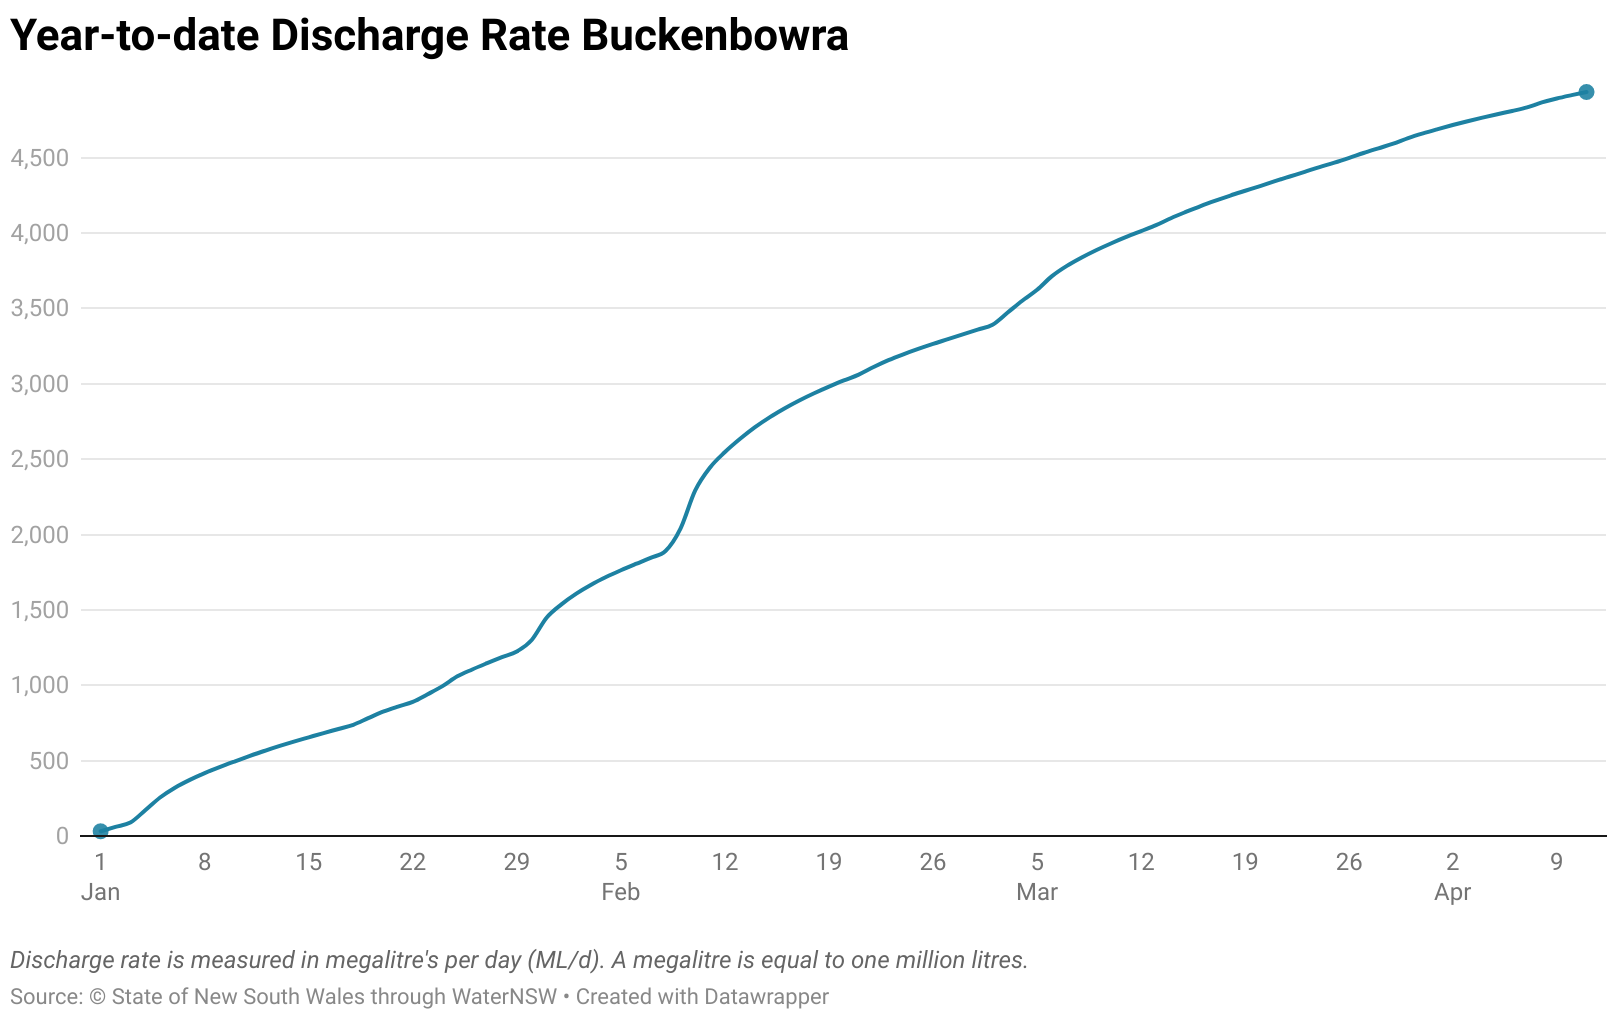 Year-to-date Discharge Rate Buckenbowra
4,500
4,000
3,500
3,000
2,500
2,000
1,500
1,000
500
0
1 8 15 22 29 5 12 19 26 5 12 19 26 2 9
Jan Feb Mar Apr
Discharge rate is measured in megalitre's per day (ML/d). A megalitre is equal to one million litres.
Source: © State of New South Wales through WaterNSW • Created with Datawrapper